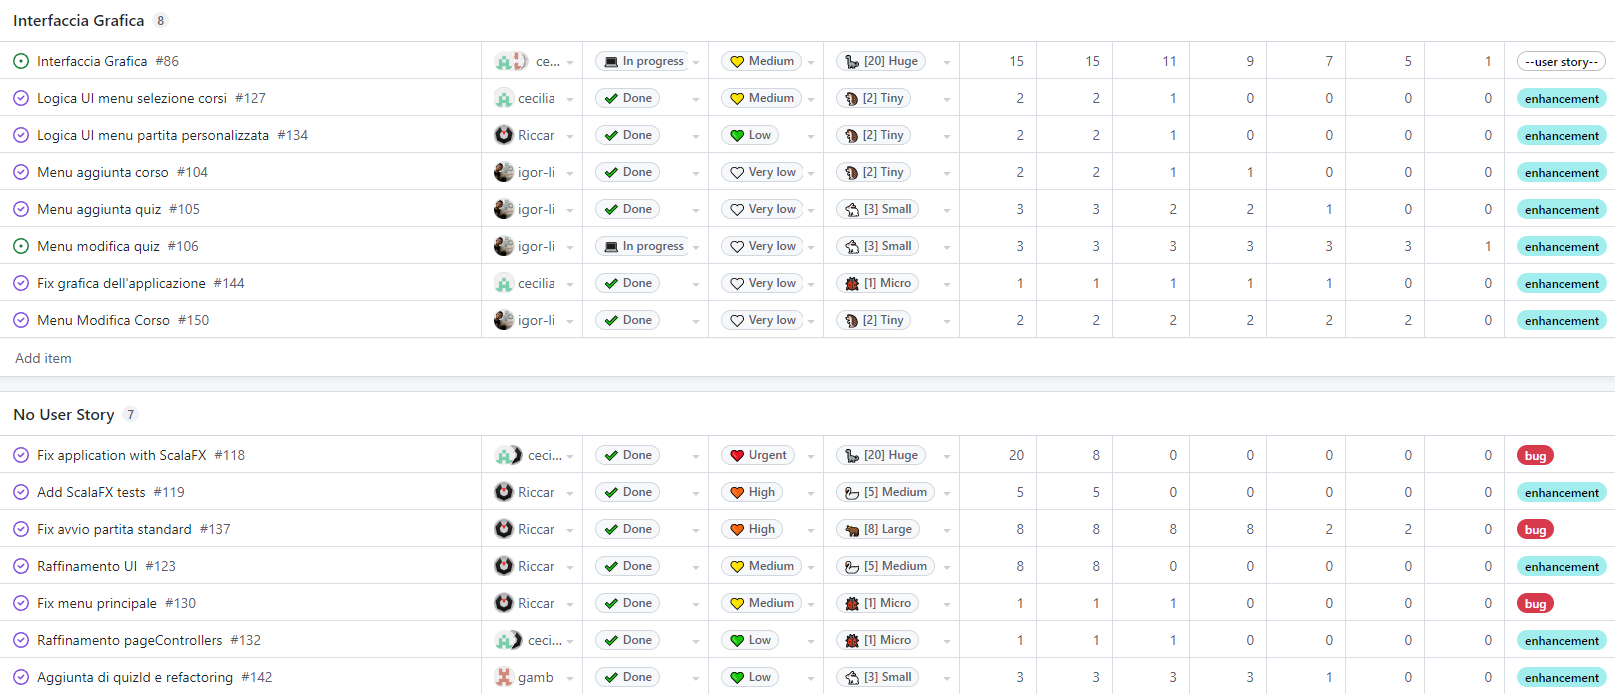 Interfaccia Grafica 8
Interfaccia Grafica #86 ce... In progress Medium [20] Huge 15 15 11 9 7 5 1 --user story--
Logica UI menu selezione corsi #127 cecilia Done Medium [2] Tiny 2 2 1 0 0 0 0 enhancement
Logica UI menu partita personalizzata #134 Riccar Done Low [2] Tiny 2 2 1 0 0 0 0 enhancement
Menu aggiunta corso #104 igor-li Done Very low [2] Tiny 2 2 1 1 0 0 0 enhancement
Menu aggiunta quiz #105 igor-li Done Very low [3] Small 3 3 2 2 1 0 0 enhancement
Menu modifica quiz #106 igor-li In progress Very low [3] Small 3 3 3 3 3 3 1 enhancement
Fix grafica dell'applicazione #144 cecilia Done Very low [1] Micro 1 1 1 1 1 0 0 enhancement
Menu Modifica Corso #150 igor-li Done Very low [2] Tiny 2 2 2 2 2 2 0 enhancement
Add item
No User Story 7
Fix application with ScalaFX #118 ceci... Done Urgent [20] Huge 20 8 0 0 0 0 0 bug
Add ScalaFX tests #119 Riccar Done High [5] Medium 5 5 0 0 0 0 0 enhancement
Fix avvio partita standard #137 Riccar Done High [8] Large 8 8 8 8 2 2 0 bug
Raffinamento UI #123 Riccar Done Medium [5] Medium 8 8 0 0 0 0 0 enhancement
Fix menu principale #130 Riccar Done Medium [1] Micro 1 1 1 0 0 0 0 bug
Raffinamento pageControllers #132 ceci... Done Low [1] Micro 1 1 1 0 0 0 0 enhancement
Aggiunta di quizId e refactoring #142 gamb Done Low [3] Small 3 3 3 3 1 0 0 enhancement